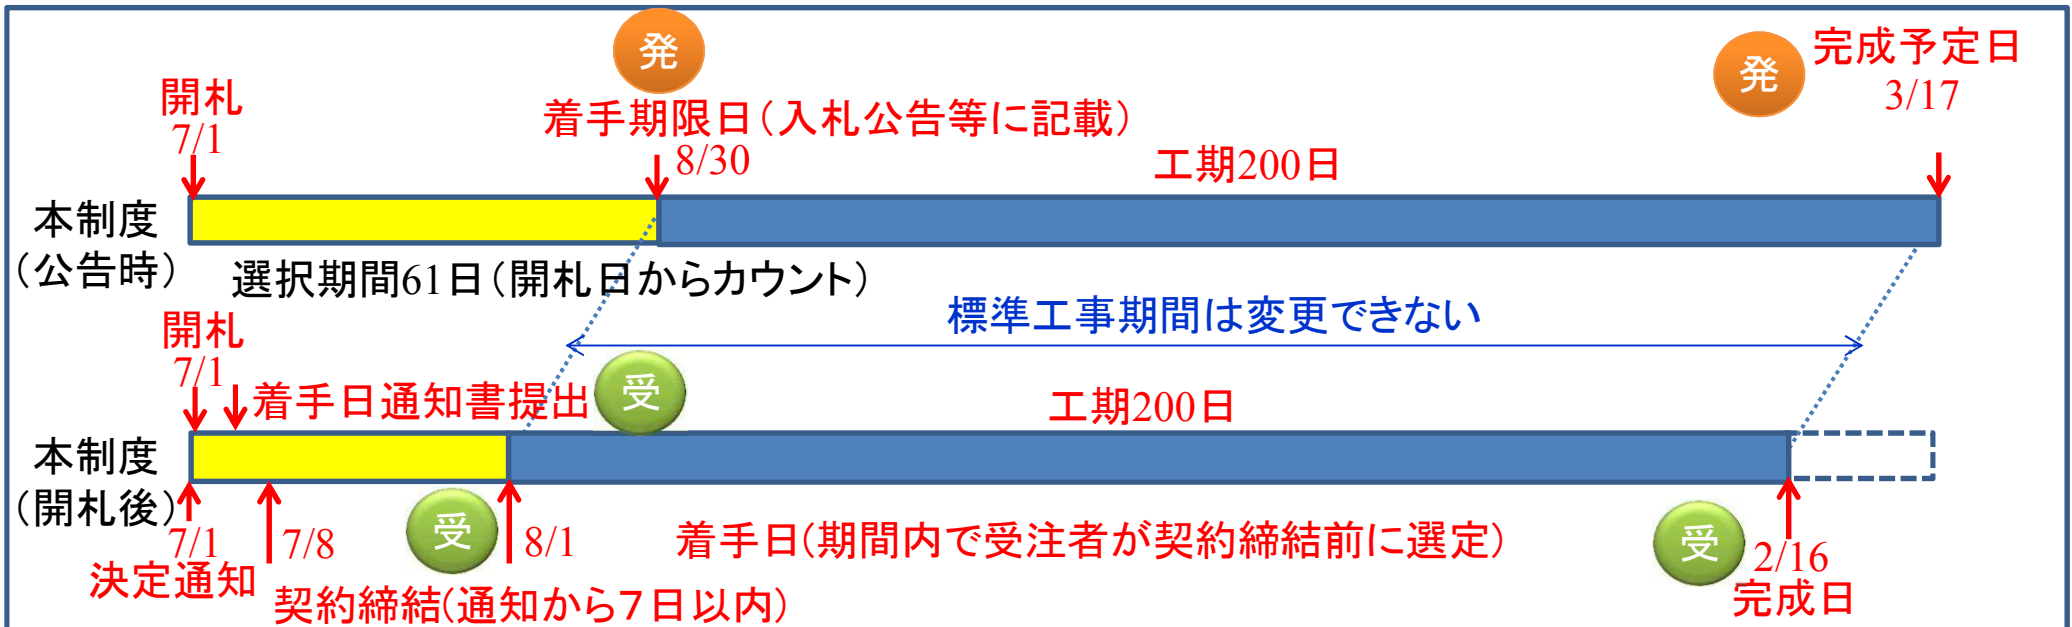 発
発
完成予定日
3/17
開札
7/1
着手期限日（入札公告等に記載）
8/30
工期200日
本制度
（公告時）
選択期間61日（開札日からカウント）
標準工事期間は変更できない
開札
7/1
着手日通知書提出
受
工期200日
本制度
（開札後）
7/1
決定通知
7/8
契約締結(通知から７日以内)
受
8/1
着手日(期間内で受注者が契約締結前に選定)
受
2/16
完成日